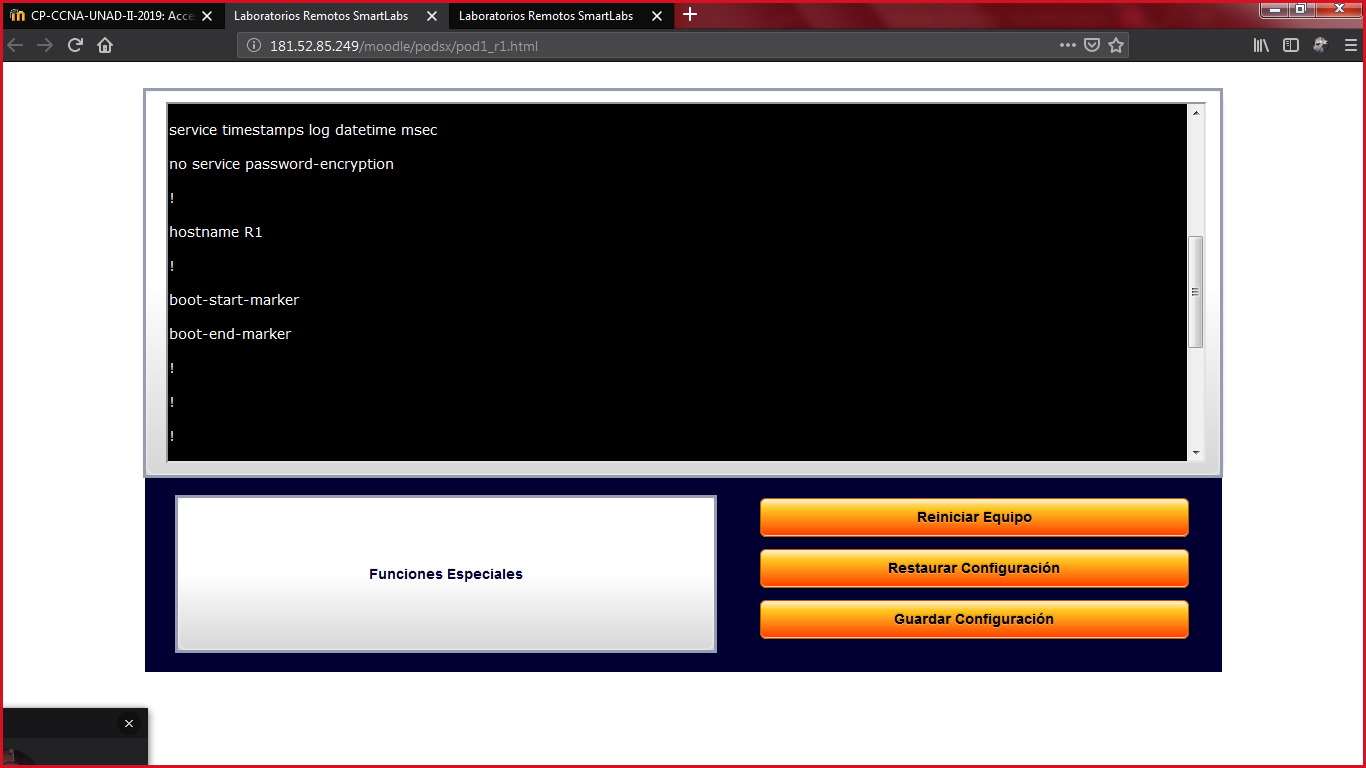 CP-CCNA-UNAD-II-2019: Acce
Laboratorios Remotos SmartLabs
Laboratorios Remotos SmartLabs
181.52.85.249/moodle/podsx/pod1_r1.html
service timestamps log datetime msec
no service password-encryption
!
hostname R1
!
boot-start-marker
boot-end-marker
!
!
!
Funciones Especiales
Reiniciar Equipo
Restaurar Configuración
Guardar Configuración